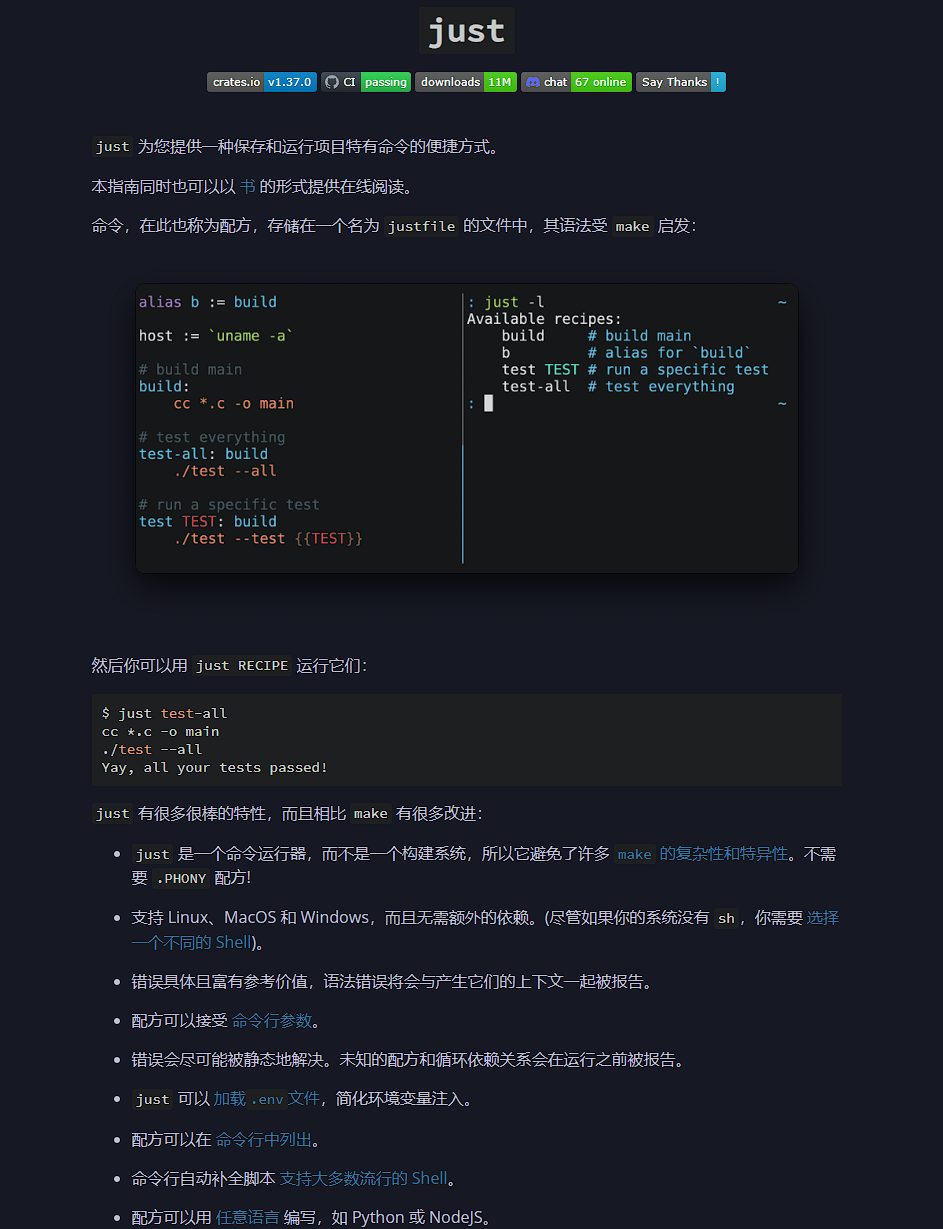 just
crates.io v1.37.0 CI passing downloads 11M chat 67 online Say Thanks !
just 为您提供一种保存和运行项目特有命令的便捷方式。
本指南同时也可以以 书 的形式提供在线阅读。
命令，在此也称为配方，存储在一个名为 justfile 的文件中，其语法受 make 启发：
alias b := build
host := `uname -a`
# build main
build:
    cc *.c -o main
# test everything
test-all: build
    ./test --all
# run a specific test
test TEST: build
    ./test --test {{TEST}}
: just -l ~
Available recipes:
    build     # build main
    b         # alias for `build`
    test TEST # run a specific test
    test-all  # test everything
: ~
然后你可以用 just RECIPE 运行它们：
$ just test-all
cc *.c -o main
./test --all
Yay, all your tests passed!
just 有很多很棒的特性，而且相比 make 有很多改进：
• just 是一个命令运行器，而不是一个构建系统，所以它避免了许多 make 的复杂性和特异性。不需
要 .PHONY 配方!
• 支持 Linux、MacOS 和 Windows，而且无需额外的依赖。(尽管如果你的系统没有 sh，你需要 选择
一个不同的 Shell)。
• 错误具体且富有参考价值，语法错误将会与产生它们的上下文一起被报告。
• 配方可以接受 命令行参数。
• 错误会尽可能被静态地解决。未知的配方和循环依赖关系会在运行之前被报告。
• just 可以 加载 .env 文件，简化环境变量注入。
• 配方可以在 命令行中列出。
• 命令行自动补全脚本 支持大多数流行的 Shell。
• 配方可以用 任意语言 编写，如 Python 或 NodeJS。